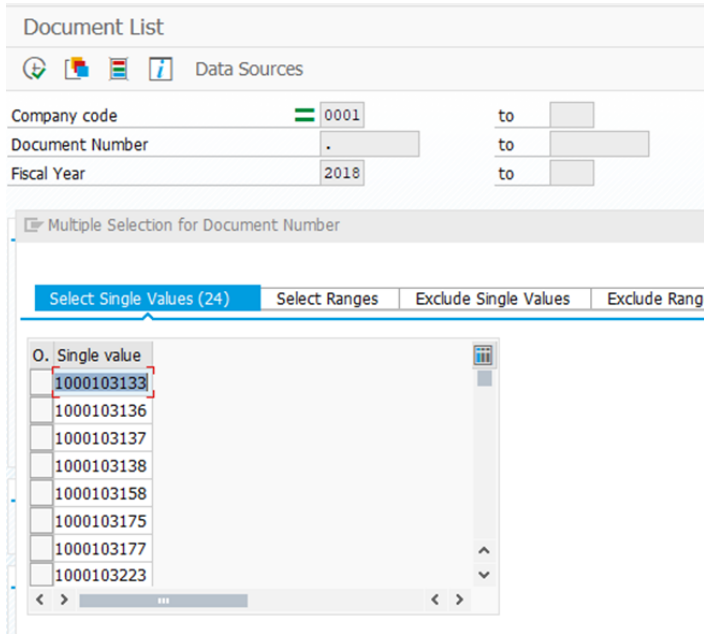 Document List
Data Sources
Company code 0001 to
Document Number . to
Fiscal Year 2018 to
Multiple Selection for Document Number
Select Single Values (24) Select Ranges Exclude Single Values Exclude Rang
O. Single value
1000103133
1000103136
1000103137
1000103138
1000103158
1000103175
1000103177
1000103223